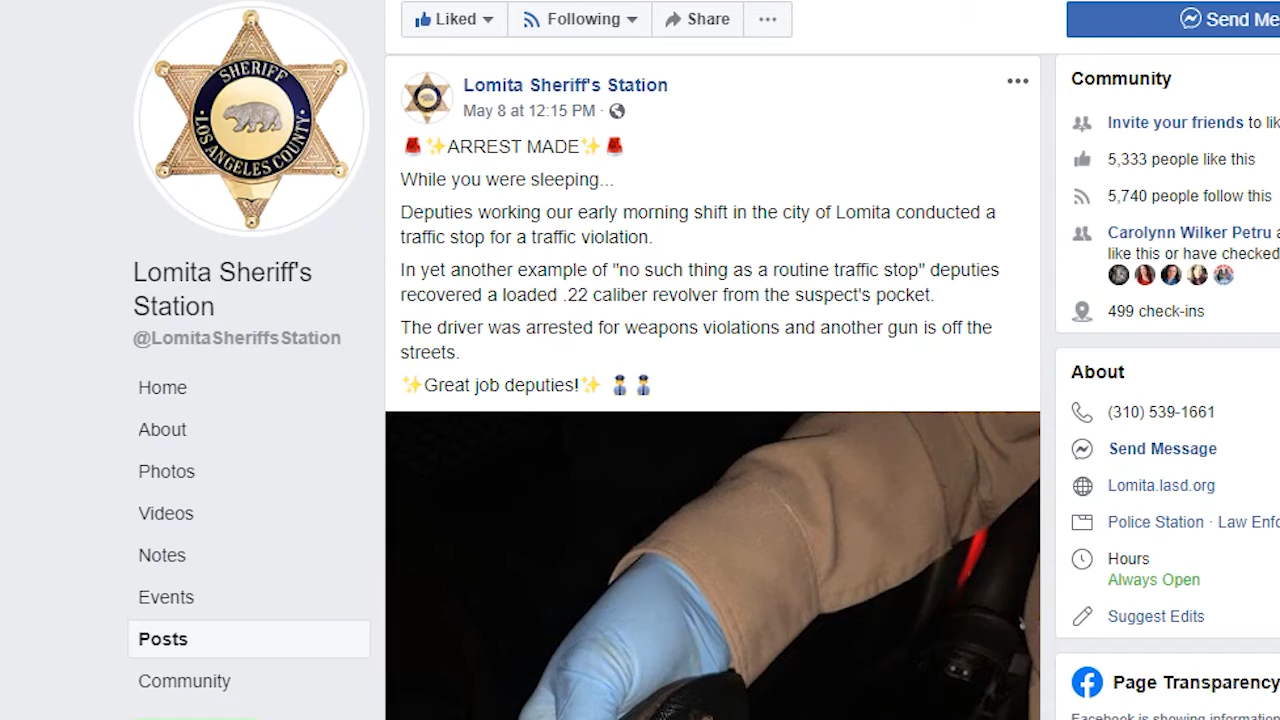 Liked
Following
Share
Send Me
SHERIFF
LOS ANGELES COUNTY
Lomita Sheriff's
Station
@LomitaSheriffsStation
Home
About
Photos
Videos
Notes
Events
Posts
Community
Lomita Sheriff's Station
May 8 at 12:15 PM ·
🚨✨ARREST MADE✨🚨
While you were sleeping...
Deputies working our early morning shift in the city of Lomita conducted a
traffic stop for a traffic violation.
In yet another example of "no such thing as a routine traffic stop" deputies
recovered a loaded .22 caliber revolver from the suspect's pocket.
The driver was arrested for weapons violations and another gun is off the
streets.
✨Great job deputies!✨ 👮👮
Community
Invite your friends to lik
5,333 people like this
5,740 people follow this
Carolynn Wilker Petru a
like this or have checked
499 check-ins
About
(310) 539-1661
Send Message
Lomita.lasd.org
Police Station · Law Enfo
Hours
Always Open
Suggest Edits
Page Transparency
Facebook is showing information